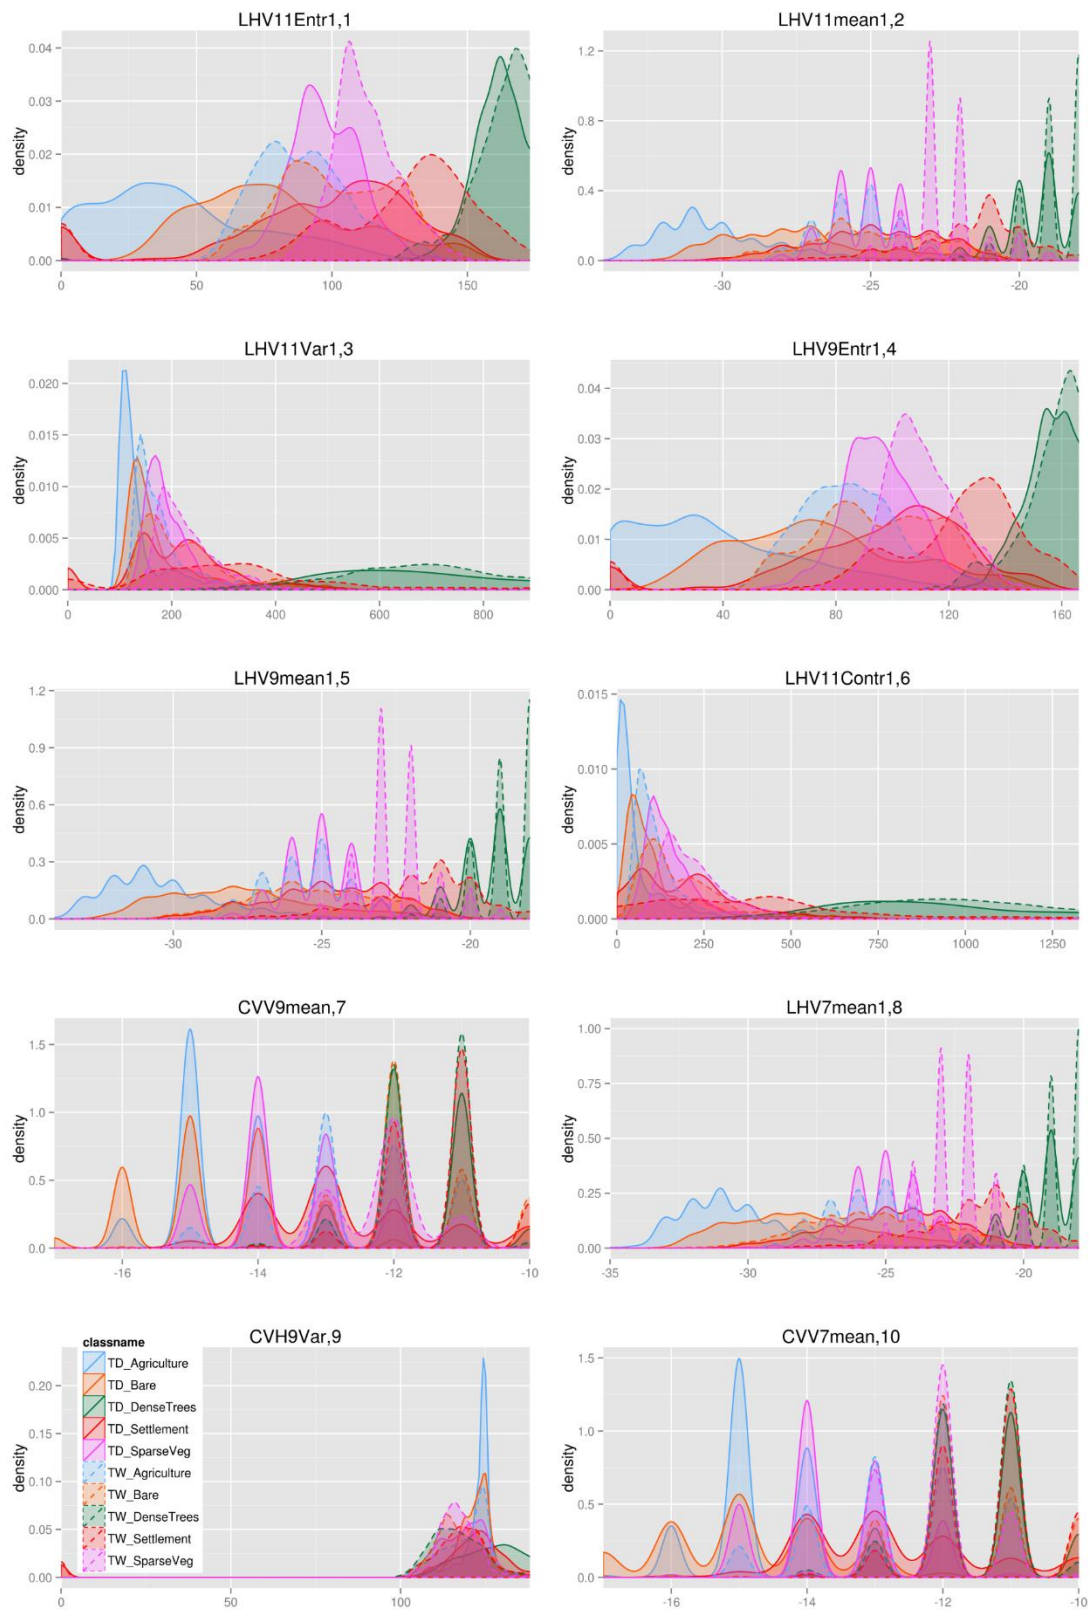 LHV11Entr1,1
density
0.04
0.03
0.02
0.01
0.00
0
50
100
150
LHV11mean1,2
density
1.2
0.8
0.4
0.0
-30
-25
-20
LHV11Var1,3
density
0.020
0.015
0.010
0.005
0.000
0
200
400
600
800
LHV9Entr1,4
density
0.04
0.03
0.02
0.01
0.00
0
40
80
120
160
LHV9mean1,5
density
1.2
0.9
0.6
0.3
0.0
-30
-25
-20
LHV11Contr1,6
density
0.015
0.010
0.005
0.000
0
250
500
750
1000
1250
CVV9mean,7
density
1.5
1.0
0.5
0.0
-16
-14
-12
-10
LHV7mean1,8
density
1.00
0.75
0.50
0.25
0.00
-35
-30
-25
-20
CVH9Var,9
density
0.20
0.15
0.10
0.05
0.00
0
50
100
classname
TD_Agriculture
TD_Bare
TD_DenseTrees
TD_Settlement
TD_SparseVeg
TW_Agriculture
TW_Bare
TW_DenseTrees
TW_Settlement
TW_SparseVeg
CVV7mean,10
density
1.5
1.0
0.5
0.0
-16
-14
-12
-10